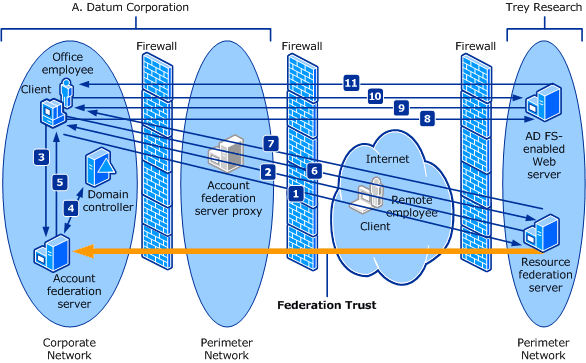 A. Datum Corporation
Trey Research
Firewall
Firewall
Firewall
Office
employee
Client
11
10
9
8
AD FS-
enabled
Web
server
3
5
4
Domain
controller
Account
federation
server proxy
7
2
6
1
Internet
Remote
employee
Client
Account
federation
server
Resource
federation
server
Federation Trust
Corporate
Network
Perimeter
Network
Perimeter
Network